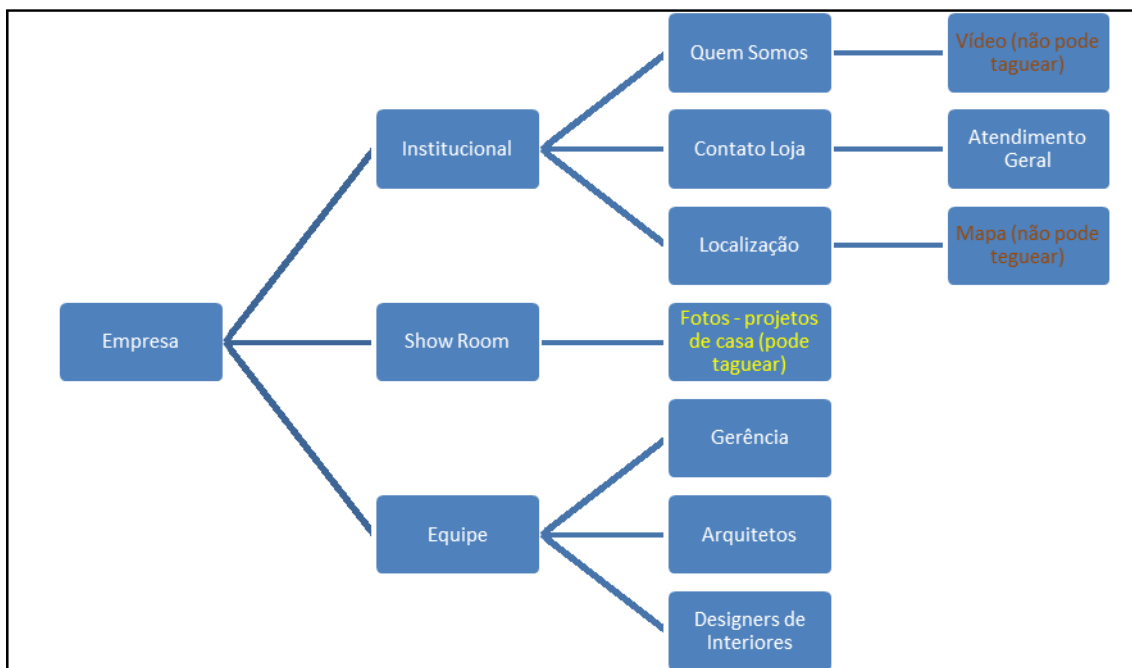 Quem Somos
Vídeo (não pode
taguear)
Institucional
Contato Loja
Atendimento
Geral
Localização
Mapa (não pode
teguear)
Empresa
Show Room
Fotos - projetos
de casa (pode
taguear)
Gerência
Equipe
Arquitetos
Designers de
Interiores